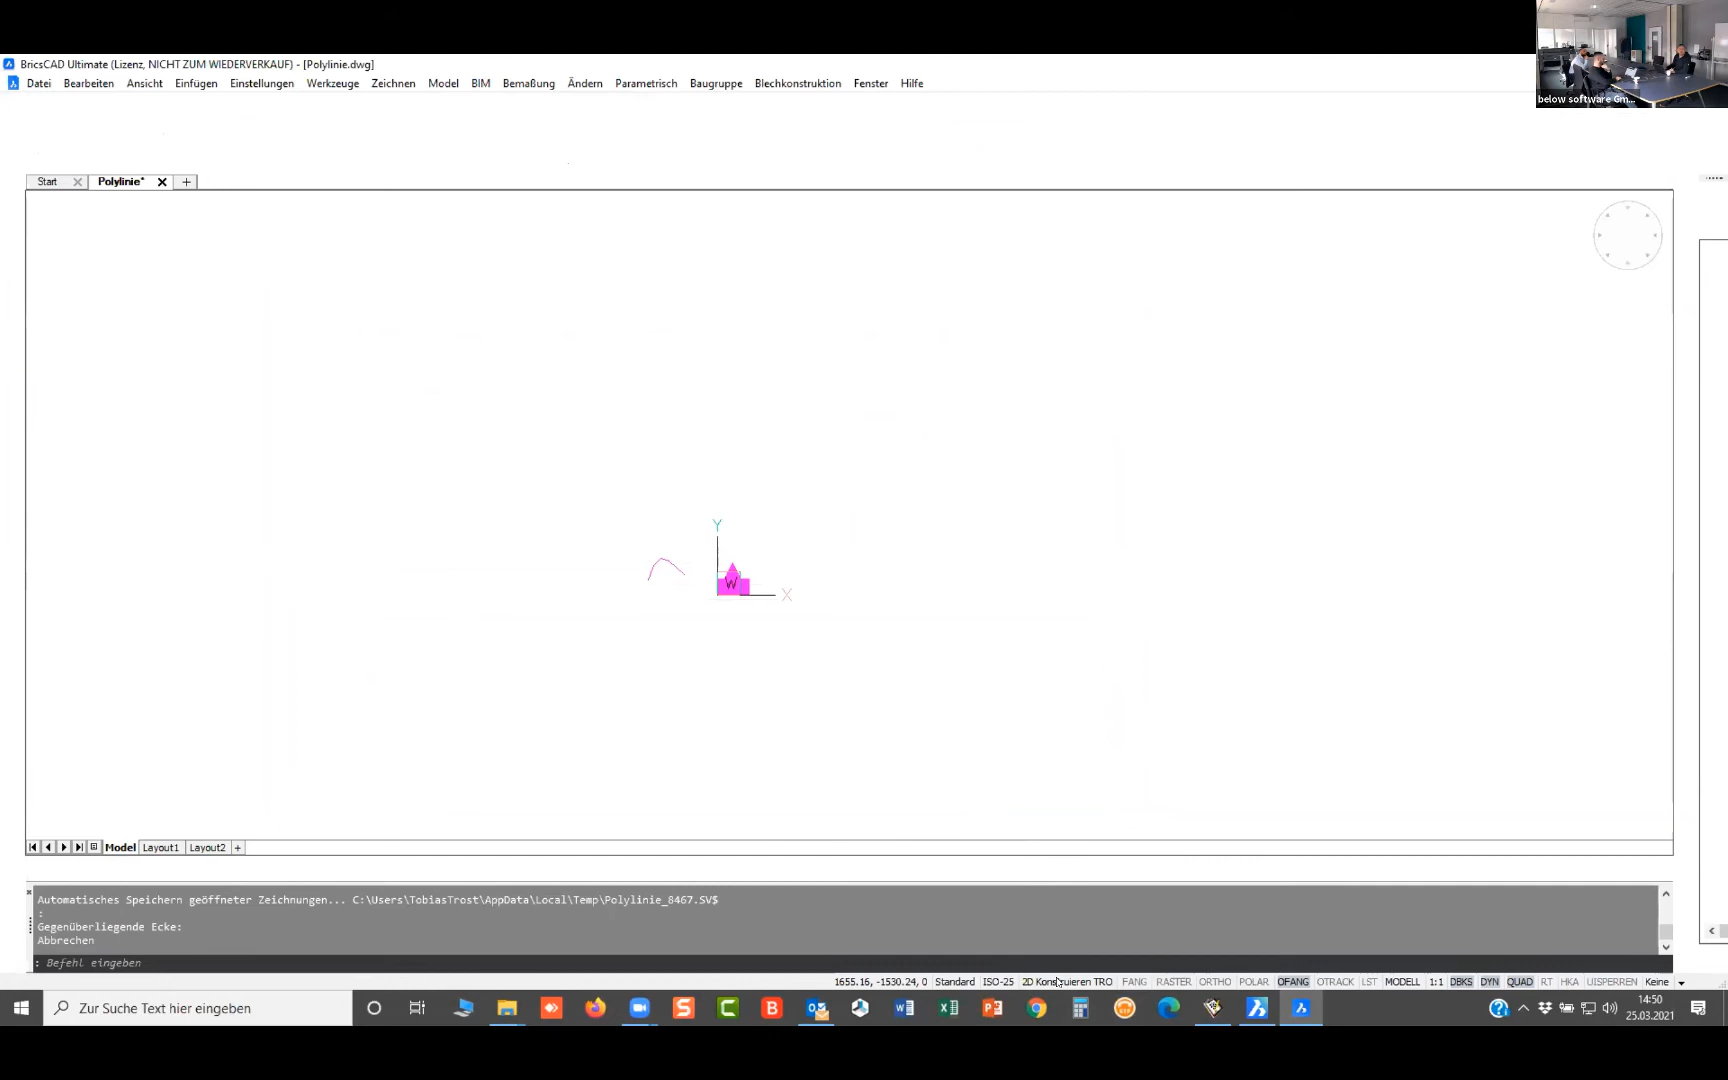 below software Gm...
BricsCAD Ultimate (Lizenz, NICHT ZUM WIEDERVERKAUF) - [Polylinie.dwg]
Datei Bearbeiten Ansicht Einfügen Einstellungen Werkzeuge Zeichnen Model BIM Bemaßung Ändern Parametrisch Baugruppe Blechkonstruktion Fenster Hilfe
Start Polylinie* +
Y
W
X
Model Layout1 Layout2 +
Automatisches Speichern geöffneter Zeichnungen... C:\Users\TobiasTrost\AppData\Local\Temp\Polylinie_8467.SV$
:
Gegenüberliegende Ecke:
Abbrechen
: Befehl eingeben
1655.16, -1530.24, 0 Standard ISO-25 2D Konstruieren TRO FANG RASTER ORTHO POLAR OFANG OTRACK LST MODELL 1:1 DBKS DYN QUAD RT HKA UISPERREN Keine
Zur Suche Text hier eingeben
14:50
25.03.2021